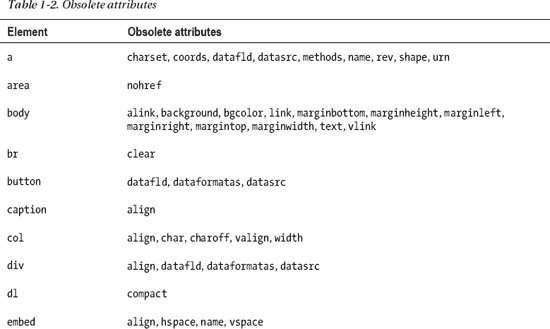 Table 1-2. Obsolete attributes
Element Obsolete attributes
a charset, coords, datafld, datasrc, methods, name, rev, shape, urn
area nohref
body alink, background, bgcolor, link, marginbottom, marginheight, marginleft,
marginright, margintop, marginwidth, text, vlink
br clear
button datafld, dataformatas, datasrc
caption align
col align, char, charoff, valign, width
div align, datafld, dataformatas, datasrc
dl compact
embed align, hspace, name, vspace